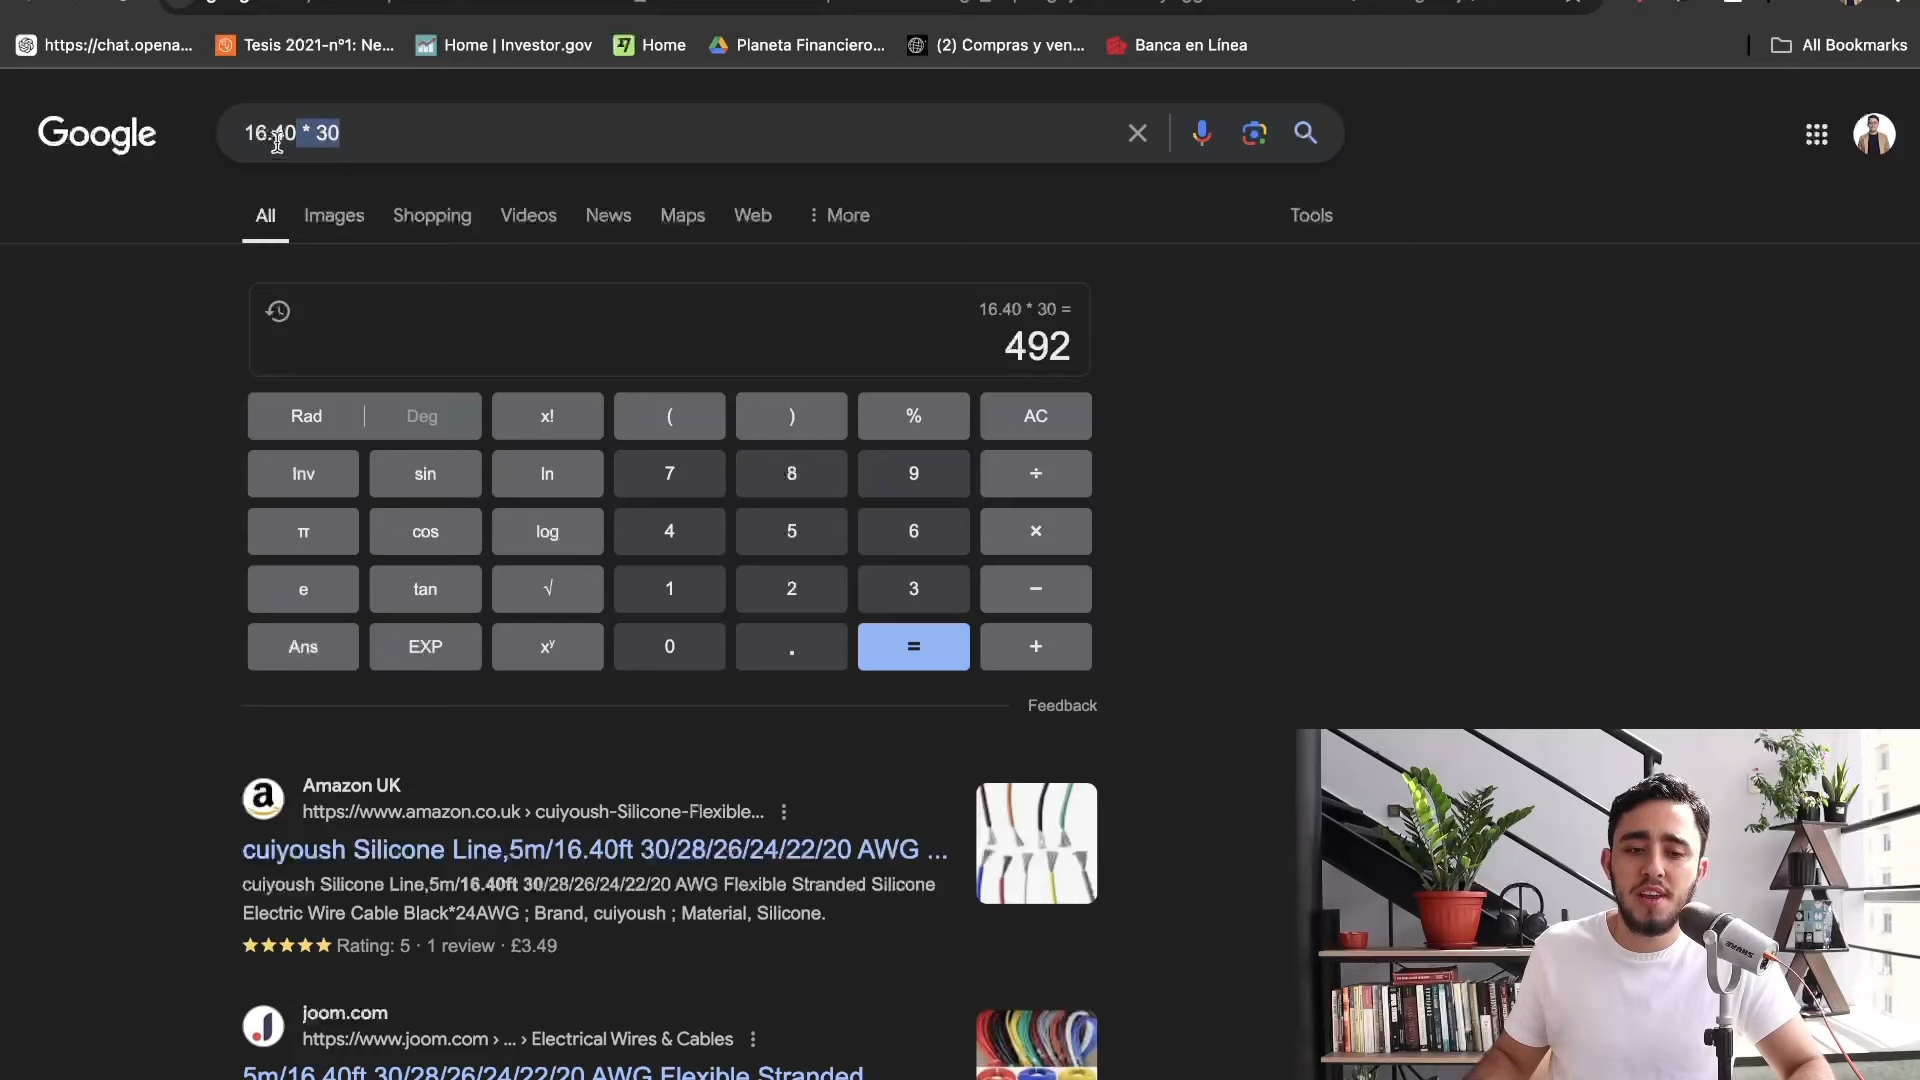 https://chat.opena... Tesis 2021-n°1: Ne... Home | Investor.gov Home Planeta Financiero... (2) Compras y ven... Banca en Línea All Bookmarks
Google 16.40 * 30
All Images Shopping Videos News Maps Web More Tools
16.40 * 30 =
492
Rad Deg x! ( ) % AC
Inv sin ln 7 8 9 ÷
π cos log 4 5 6 ×
e tan √ 1 2 3 −
Ans EXP xʸ 0 . = +
Feedback
Amazon UK
https://www.amazon.co.uk › cuiyoush-Silicone-Flexible...
cuiyoush Silicone Line,5m/16.40ft 30/28/26/24/22/20 AWG ...
cuiyoush Silicone Line,5m/16.40ft 30/28/26/24/22/20 AWG Flexible Stranded Silicone
Electric Wire Cable Black*24AWG ; Brand, cuiyoush ; Material, Silicone.
Rating: 5 · 1 review · £3.49
joom.com
https://www.joom.com › ... › Electrical Wires & Cables
5m/16.40ft 30/28/26/24/22/20 AWG Flexible Stranded
SHURE